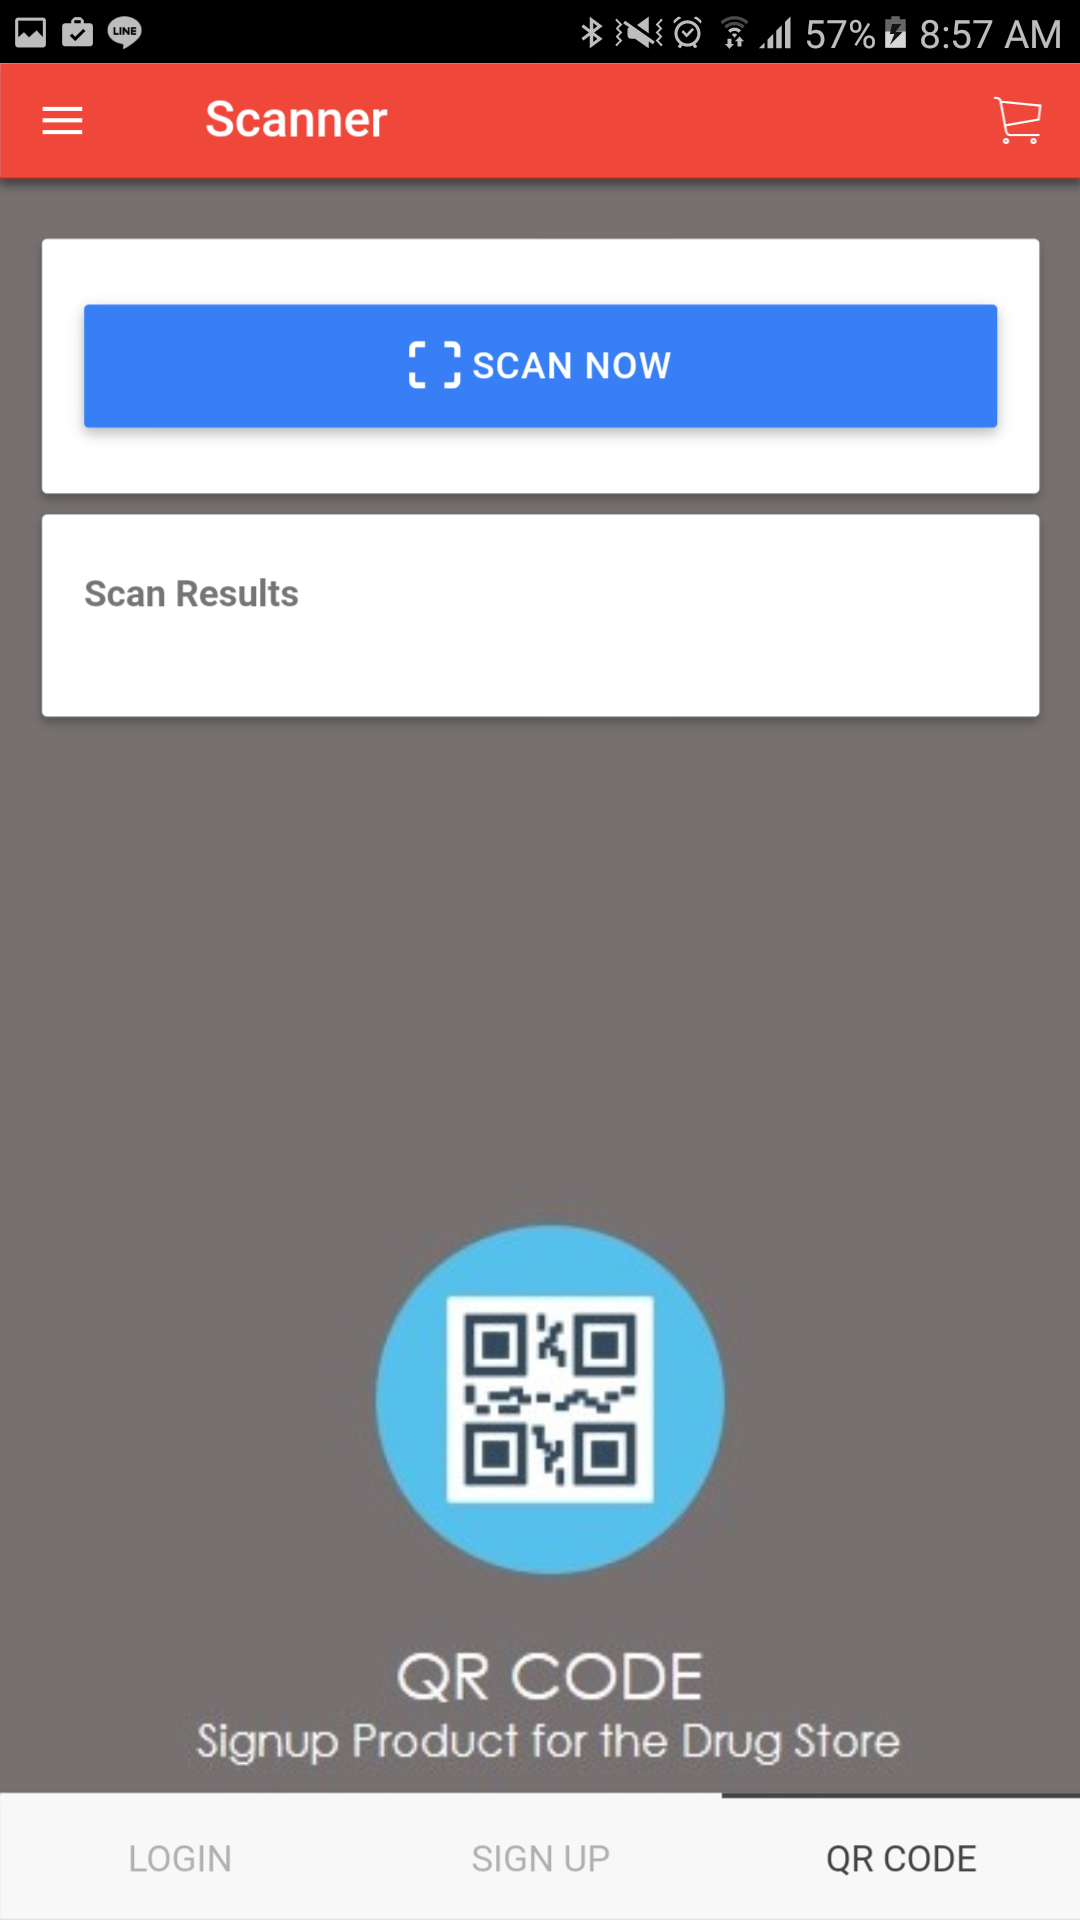 LINE
57% 8:57 AM
Scanner
SCAN NOW
Scan Results
QR CODE
Signup Product for the Drug Store
LOGIN
SIGN UP
QR CODE